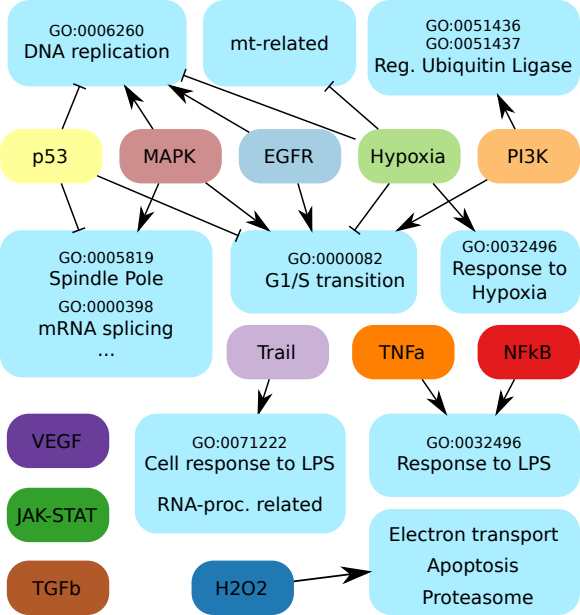 GO:0006260
DNA replication
mt-related
GO:0051436
GO:0051437
Reg. Ubiquitin Ligase
p53
MAPK
EGFR
Hypoxia
PI3K
GO:0005819
Spindle Pole
GO:0000398
mRNA splicing
...
GO:0000082
G1/S transition
GO:0032496
Response to
Hypoxia
Trail
TNFa
NFkB
VEGF
JAK-STAT
TGFb
GO:0071222
Cell response to LPS
RNA-proc. related
GO:0032496
Response to LPS
H2O2
Electron transport
Apoptosis
Proteasome